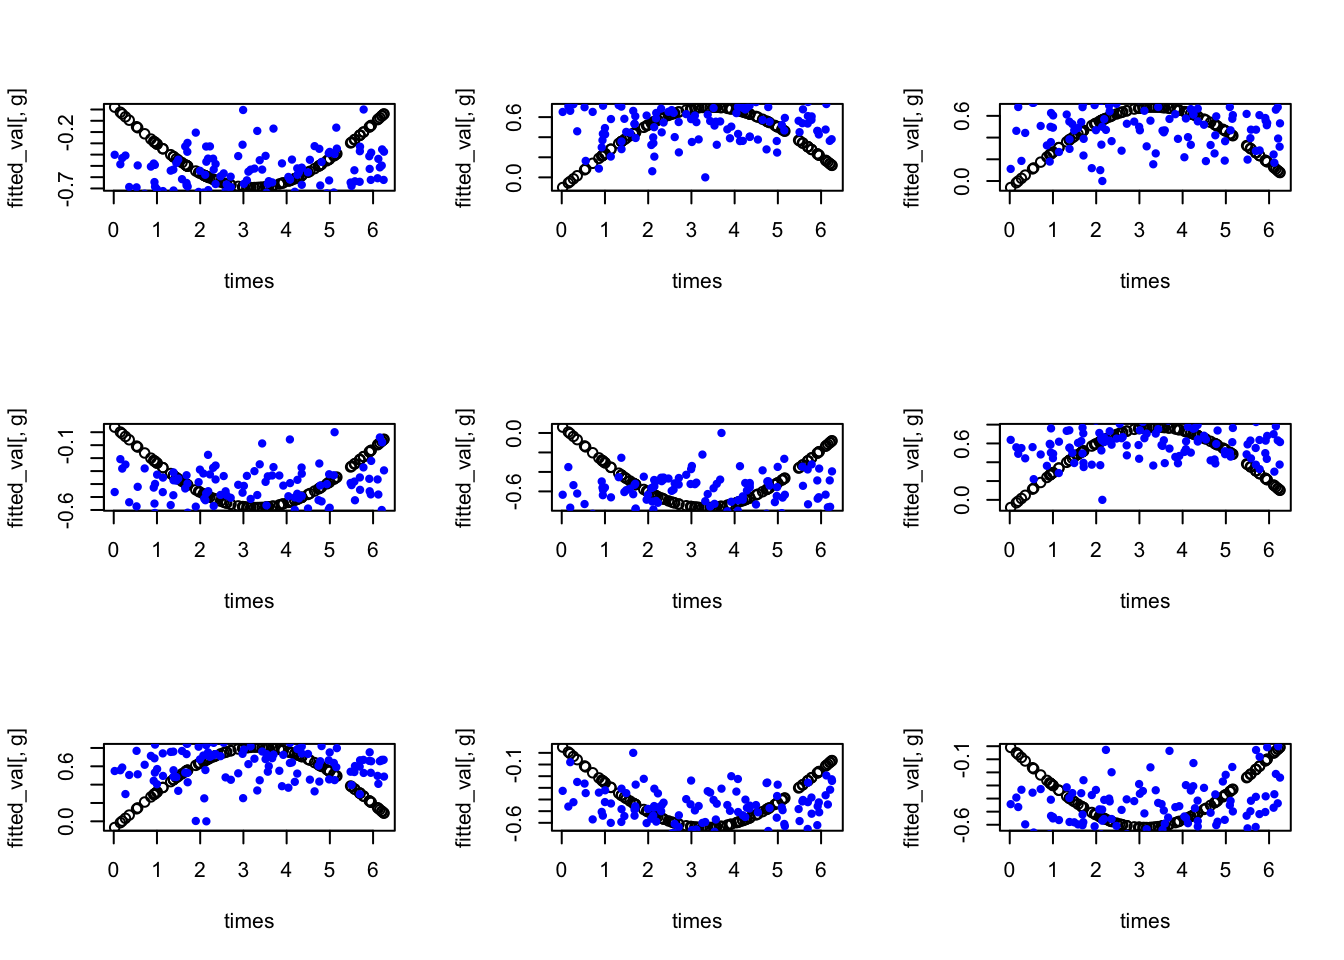 fitted_val[, g]
-0.7 -0.2
0 1 2 3 4 5 6
times
fitted_val[, g]
0.0 0.6
0 1 2 3 4 5 6
times
fitted_val[, g]
0.0 0.6
0 1 2 3 4 5 6
times
fitted_val[, g]
-0.6 -0.1
0 1 2 3 4 5 6
times
fitted_val[, g]
-0.6 0.0
0 1 2 3 4 5 6
times
fitted_val[, g]
0.0 0.6
0 1 2 3 4 5 6
times
fitted_val[, g]
0.0 0.6
0 1 2 3 4 5 6
times
fitted_val[, g]
-0.6 -0.1
0 1 2 3 4 5 6
times
fitted_val[, g]
-0.6 -0.1
0 1 2 3 4 5 6
times